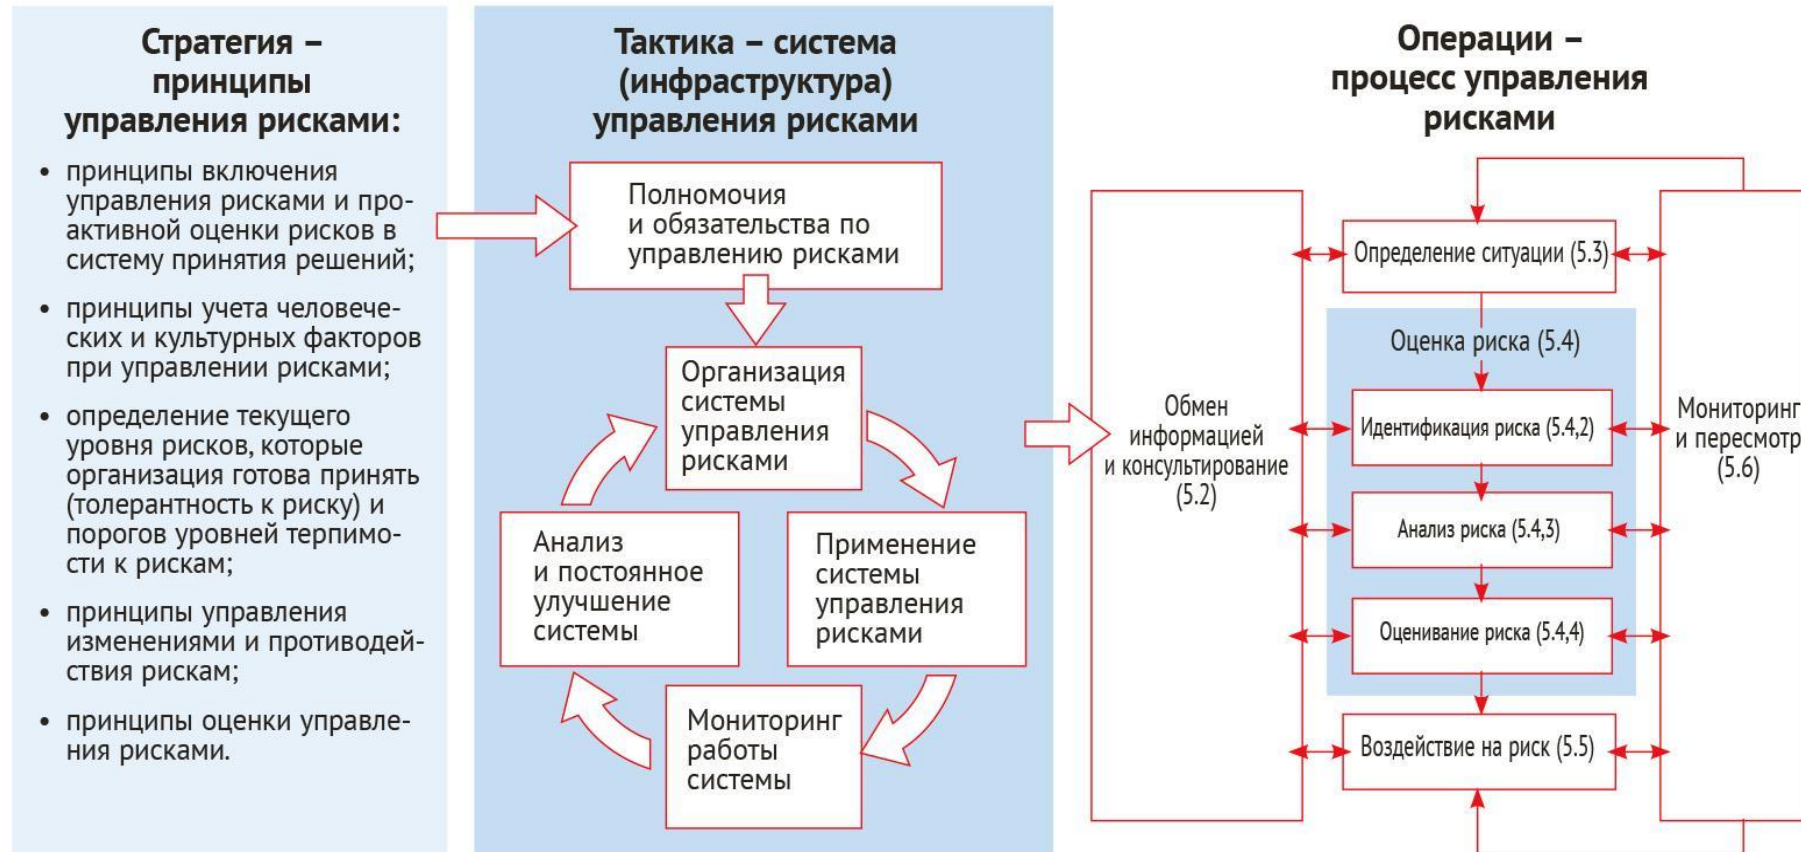 Стратегия –
принципы
управления рисками:
• принципы включения
управления рисками и про-
активной оценки рисков в
систему принятия решений;
• принципы учета человече-
ских и культурных факторов
при управлении рисками;
• определение текущего
уровня рисков, которые
организация готова принять
(толерантность к риску) и
порогов уровней терпимо-
сти к рискам;
• принципы управления
изменениями и противодей-
ствия рискам;
• принципы оценки управле-
ния рисками.
Тактика – система
(инфраструктура)
управления рисками
Полномочия
и обязательства по
управлению рисками
Организация
системы
управления
рисками
Применение
системы
управления
рисками
Мониторинг
работы
системы
Анализ
и постоянное
улучшение
системы
Операции –
процесс управления
рисками
Обмен
информацией
и консультирование
(5.2)
Определение ситуации (5.3)
Оценка риска (5.4)
Идентификация риска (5.4,2)
Анализ риска (5.4,3)
Оценивание риска (5.4,4)
Воздействие на риск (5.5)
Мониторинг
и пересмотр
(5.6)